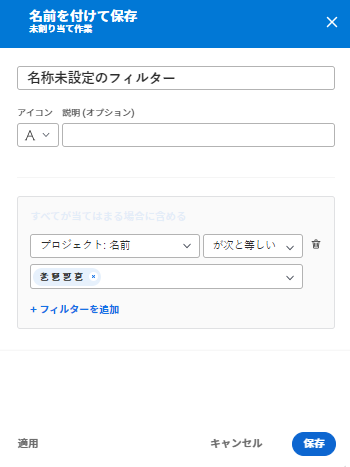 名前を付けて保存
未割り当て作業
名称未設定のフィルター
アイコン 説明 (オプション)
A
すべてが当てはまる場合に含める
プロジェクト: 名前 が次と等しい
+ フィルターを追加
適用 キャンセル 保存